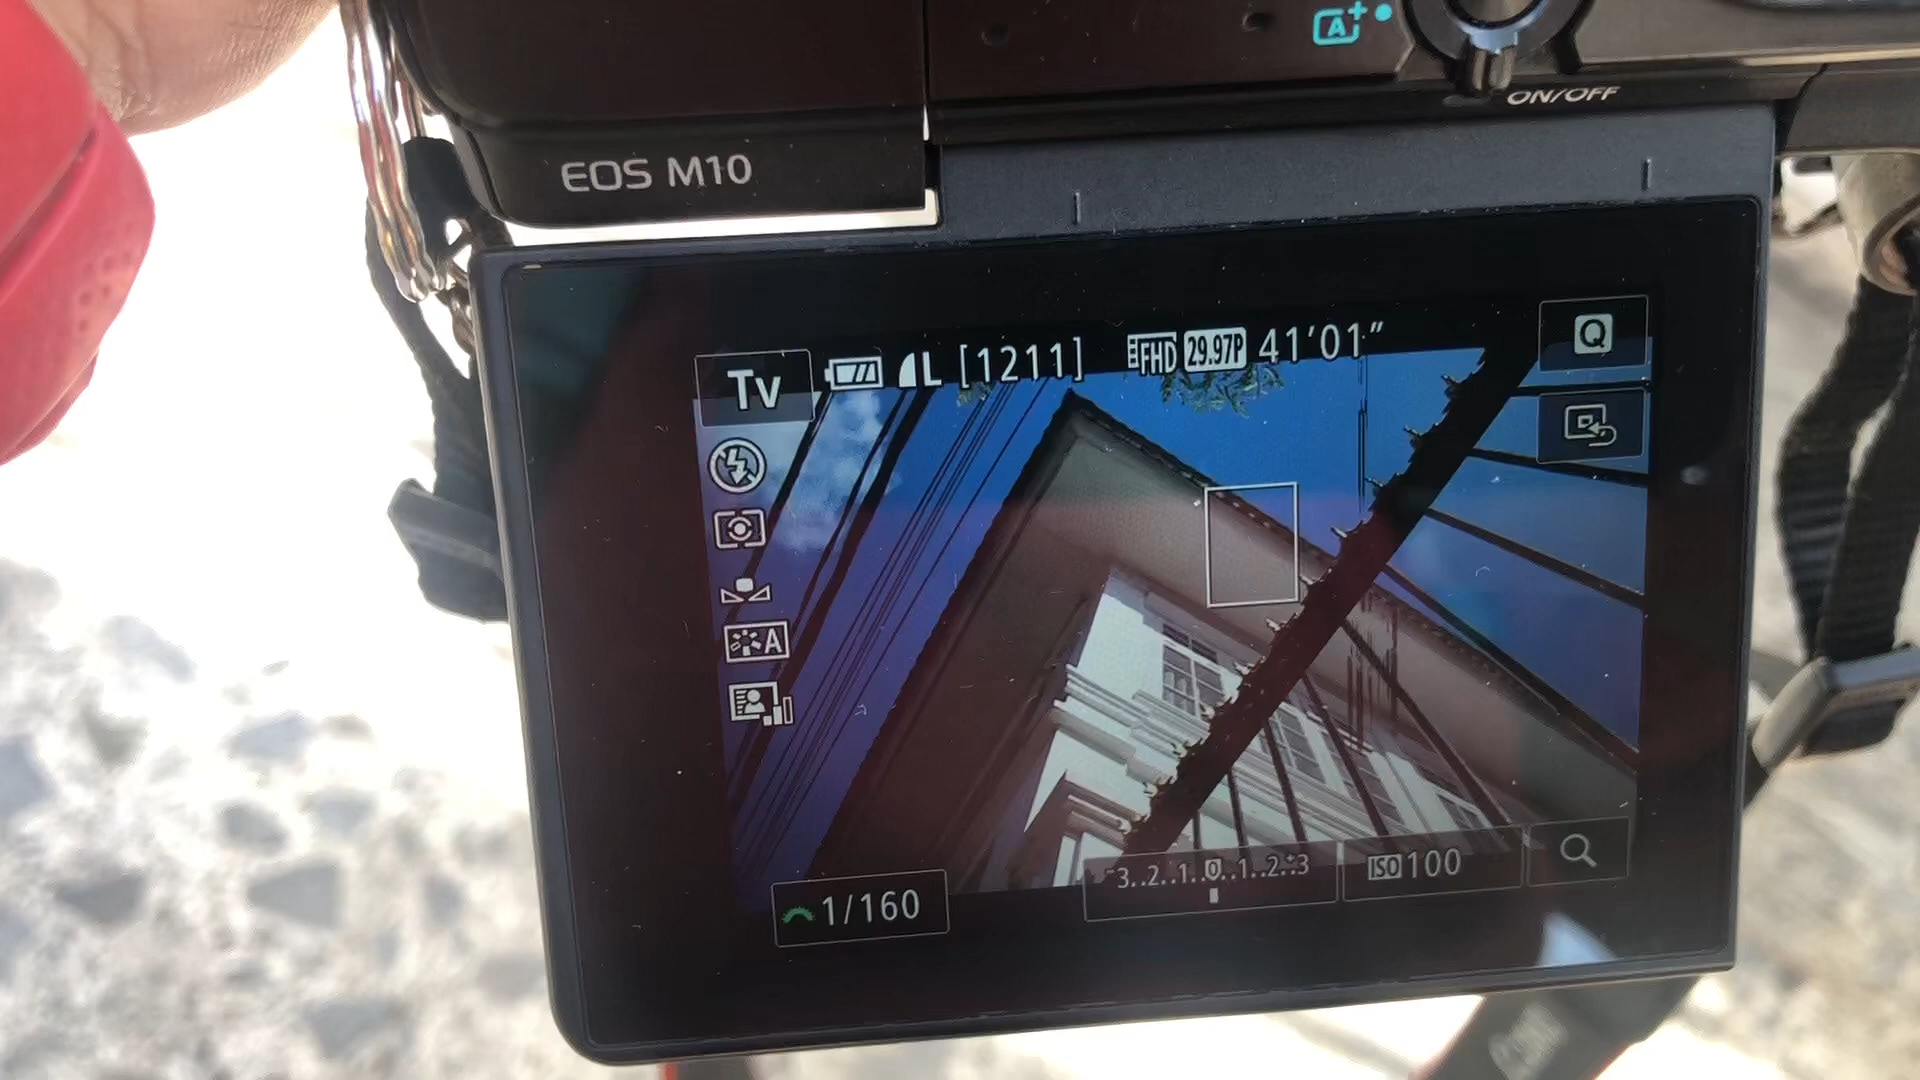 A+
ON/OFF
EOS M10
Tv L [1211] FHD 29.97P 41'01" Q
A
1/160 -3..2..1..0..1..2..+3 ISO 100